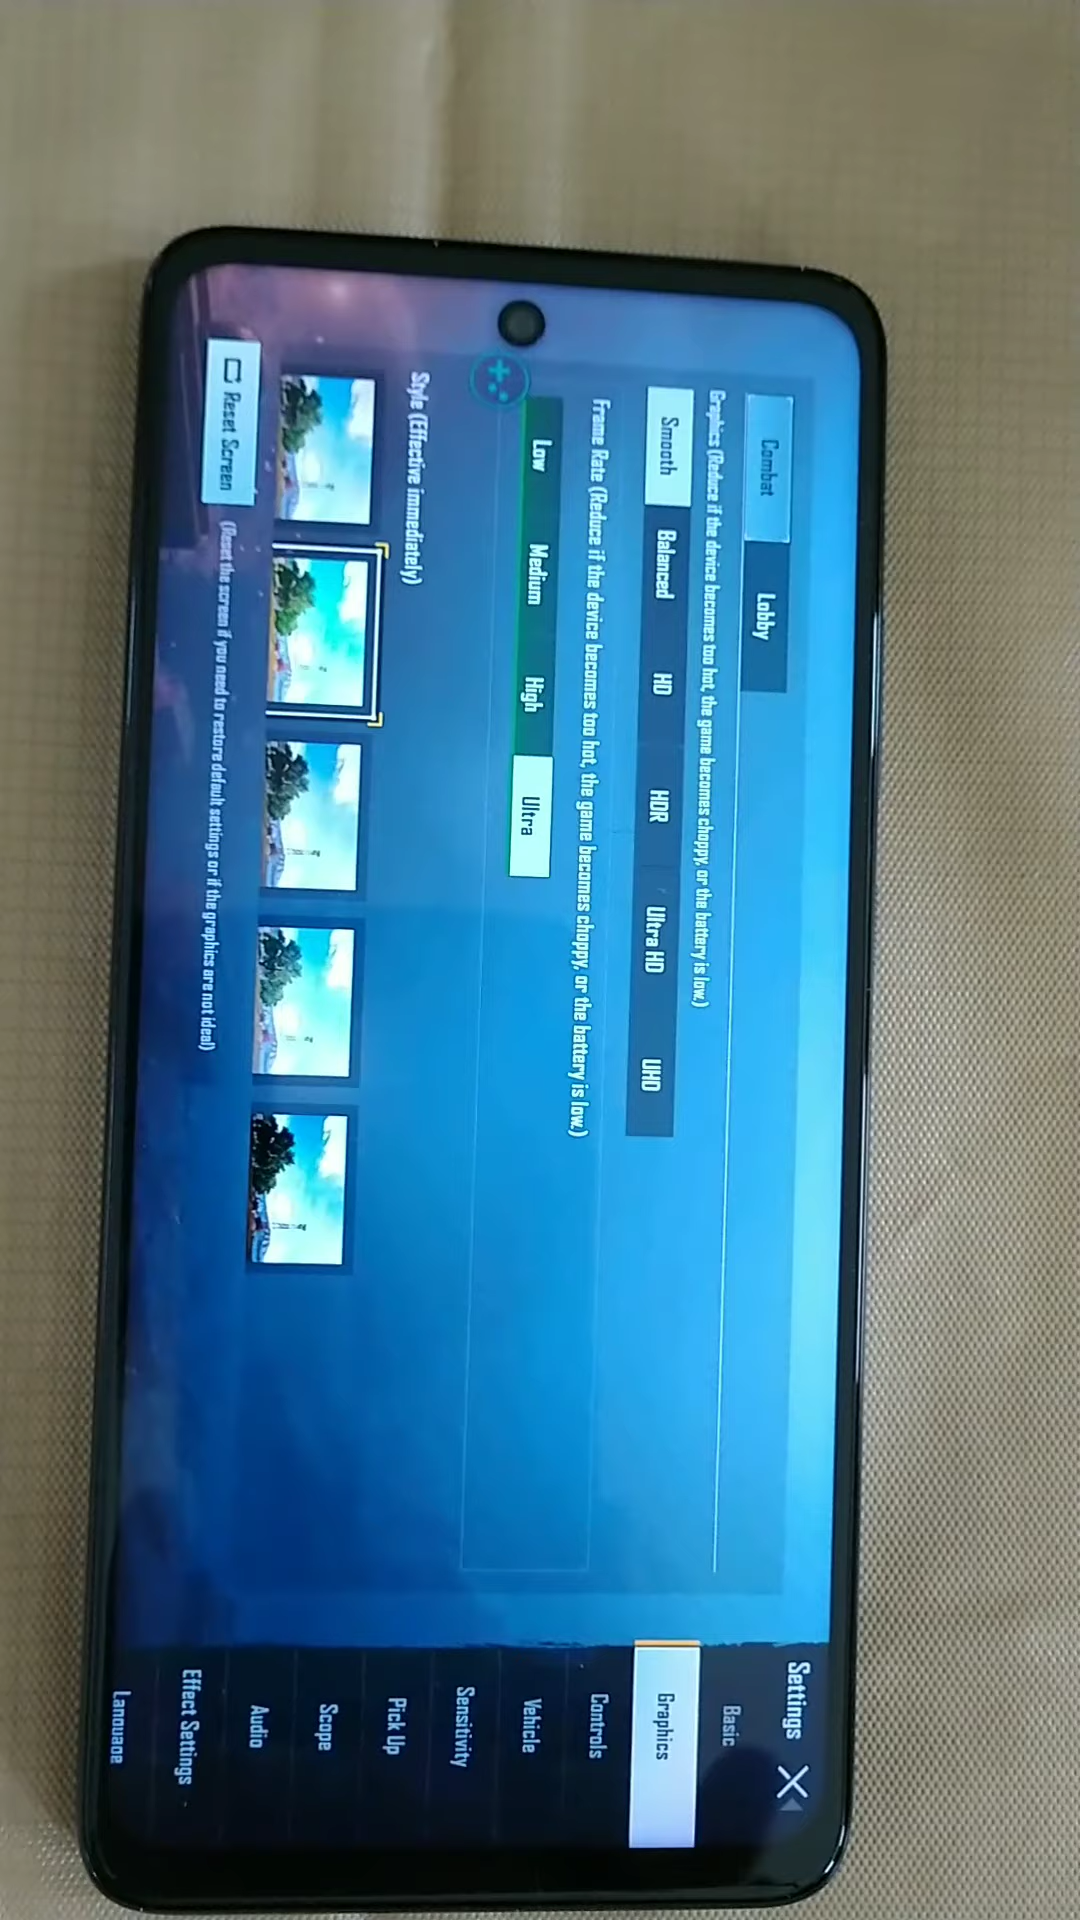 Settings
Combat Lobby
Graphics (Reduce if the device becomes too hot, the game becomes choppy, or the battery is low.)
Smooth Balanced HD HDR Ultra HD UHD
Frame Rate (Reduce if the device becomes too hot, the game becomes choppy, or the battery is low.)
Low Medium High Ultra
Style (Effective immediately)
Reset Screen (Reset the screen if you need to restore default settings or if the graphics are not ideal)
Basic
Graphics
Controls
Vehicle
Sensitivity
Pick Up
Scope
Audio
Effect Settings
Language